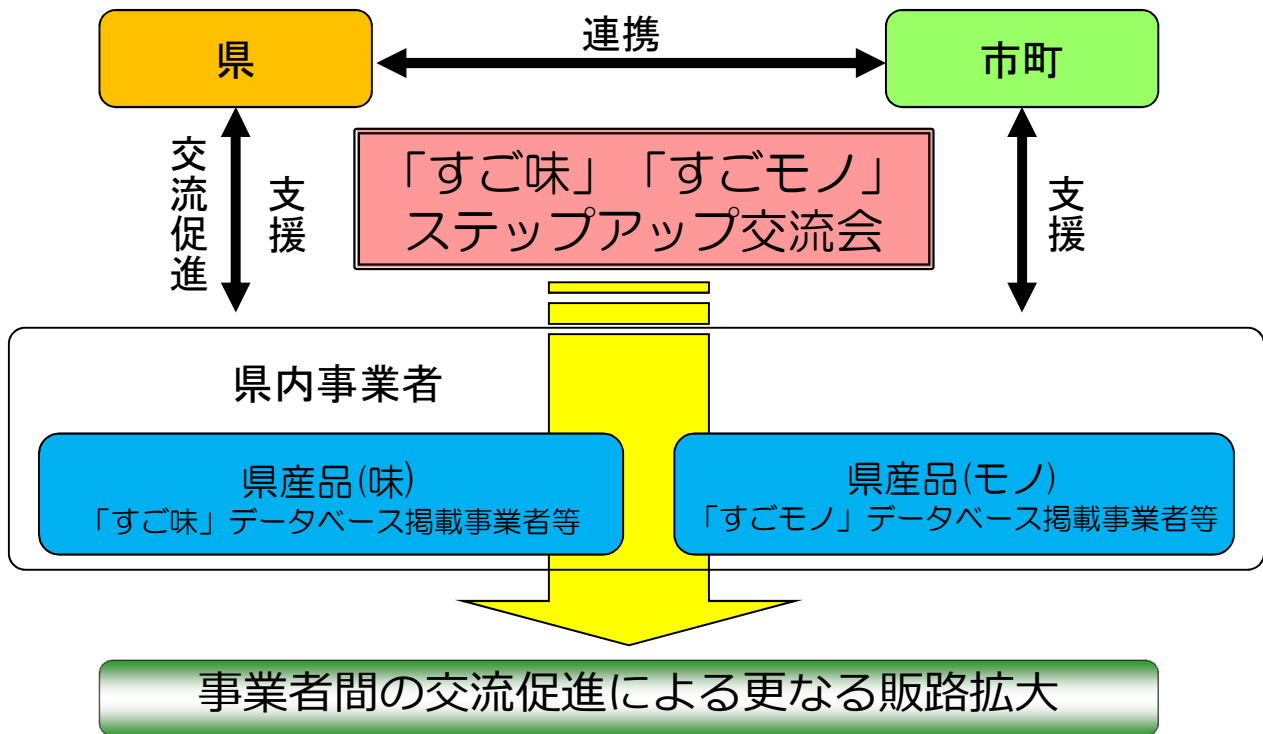 県
連携
市町
交流促進
支援
「すご味」「すごモノ」
ステップアップ交流会
支援
県内事業者
県産品(味)
「すご味」データベース掲載事業者等
県産品(モノ)
「すごモノ」データベース掲載事業者等
事業者間の交流促進による更なる販路拡大